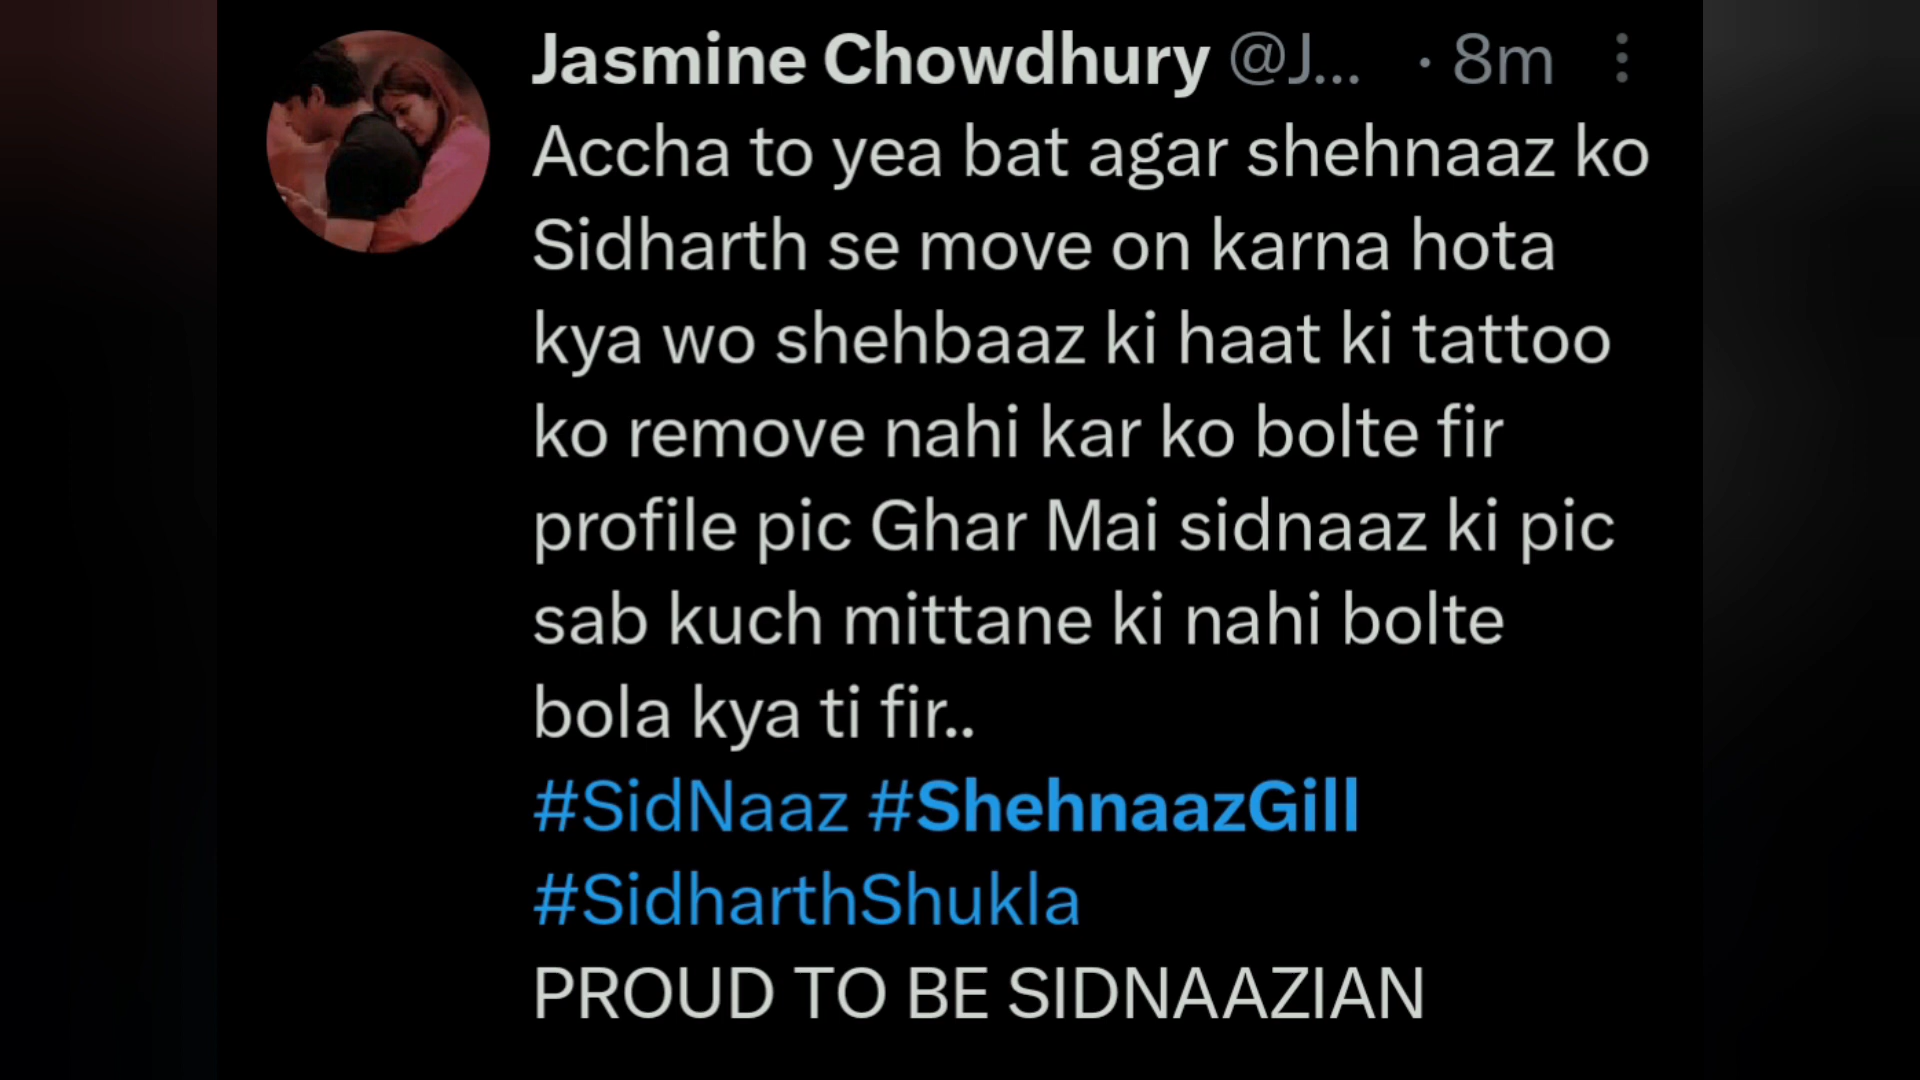 Jasmine Chowdhury @J... · 8m
Accha to yea bat agar shehnaaz ko
Sidharth se move on karna hota
kya wo shehbaaz ki haat ki tattoo
ko remove nahi kar ko bolte fir
profile pic Ghar Mai sidnaaz ki pic
sab kuch mittane ki nahi bolte
bola kya ti fir..
#SidNaaz #ShehnaazGill
#SidharthShukla
PROUD TO BE SIDNAAZIAN